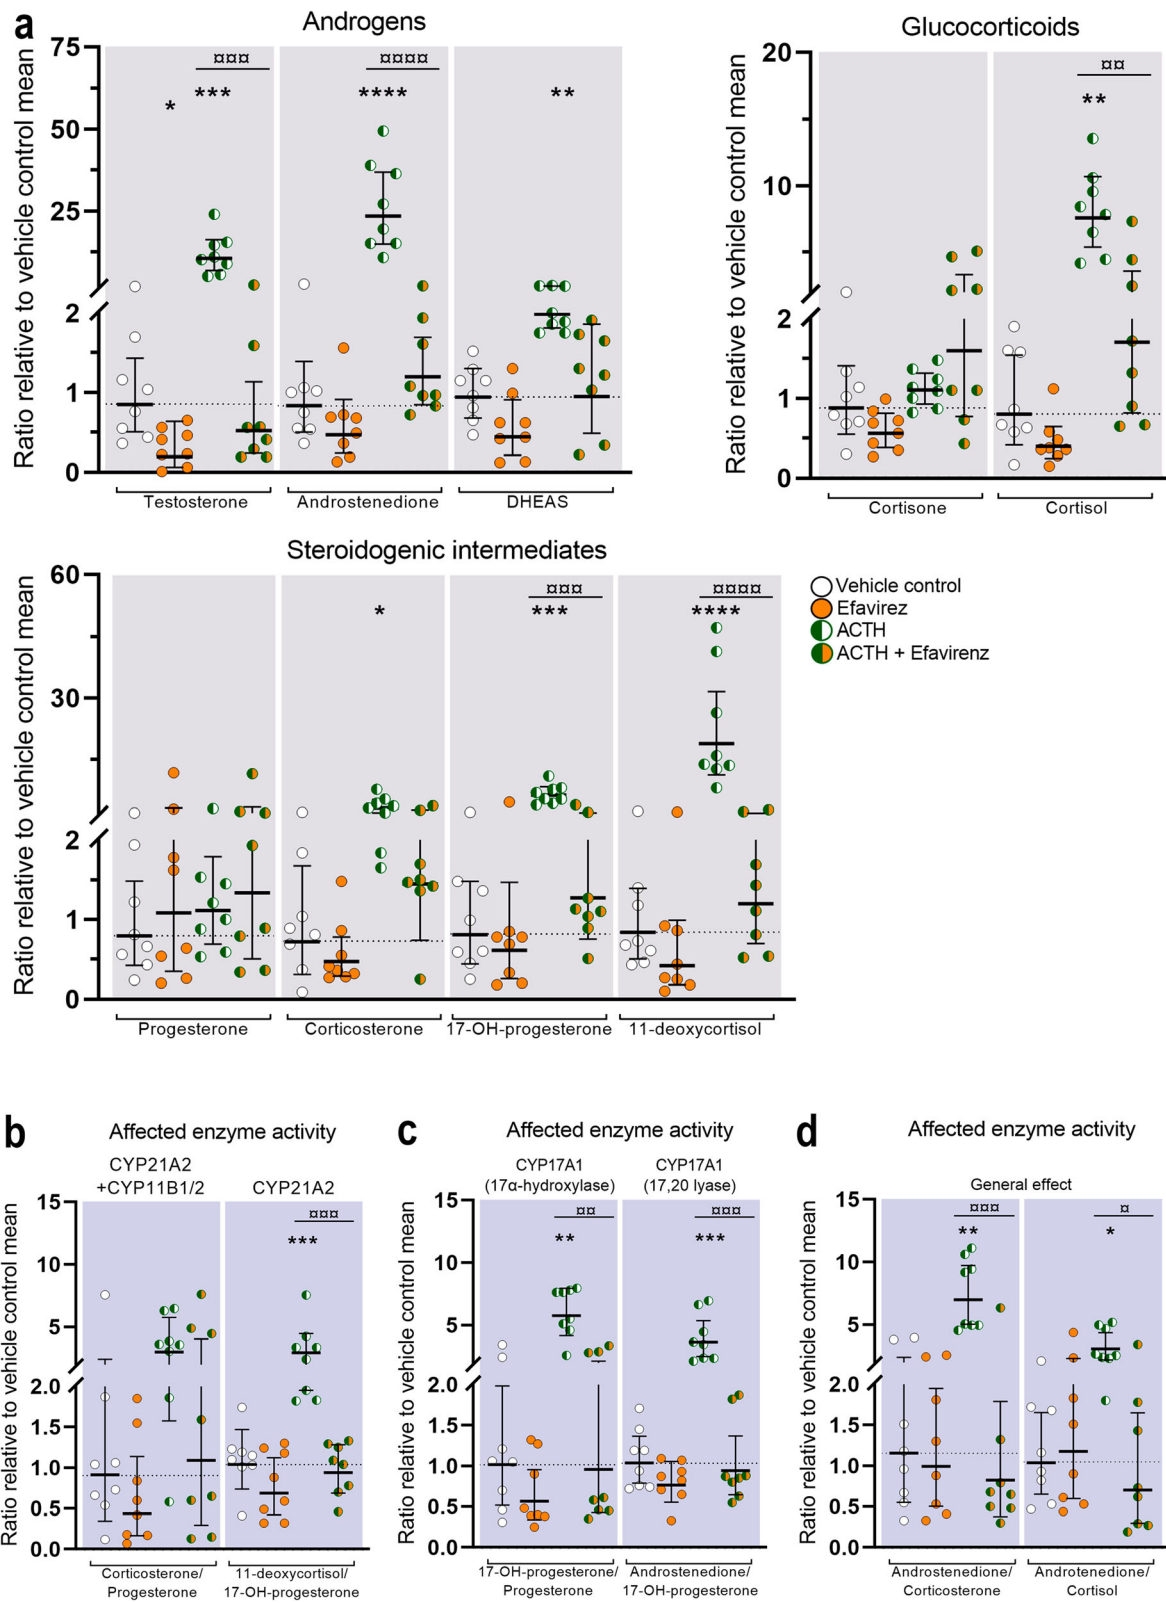 a
Androgens
Ratio relative to vehicle control mean
75
50
25
2
1
0
¤¤¤
¤¤¤¤
*
***
****
**
Testosterone
Androstenedione
DHEAS
Glucocorticoids
Ratio relative to vehicle control mean
20
10
2
1
0
¤¤
**
Cortisone
Cortisol
Steroidogenic intermediates
Ratio relative to vehicle control mean
60
30
2
1
0
¤¤¤
¤¤¤¤
*
***
****
Progesterone
Corticosterone
17-OH-progesterone
11-deoxycortisol
Vehicle control
Efavirez
ACTH
ACTH + Efavirenz
b
Affected enzyme activity
CYP21A2
+CYP11B1/2
CYP21A2
Ratio relative to vehicle control mean
15
10
5
2.0
1.5
1.0
0.5
0.0
¤¤¤
***
Corticosterone/
Progesterone
11-deoxycortisol/
17-OH-progesterone
c
Affected enzyme activity
CYP17A1
(17α-hydroxylase)
CYP17A1
(17,20 lyase)
Ratio relative to vehicle control mean
15
10
5
2.0
1.5
1.0
0.5
0.0
¤¤
¤¤¤
**
***
17-OH-progesterone/
Progesterone
Androstenedione/
17-OH-progesterone
d
Affected enzyme activity
General effect
Ratio relative to vehicle control mean
15
10
5
2.0
1.5
1.0
0.5
0.0
¤¤¤
¤
**
*
Androstenedione/
Corticosterone
Androtenedione/
Cortisol